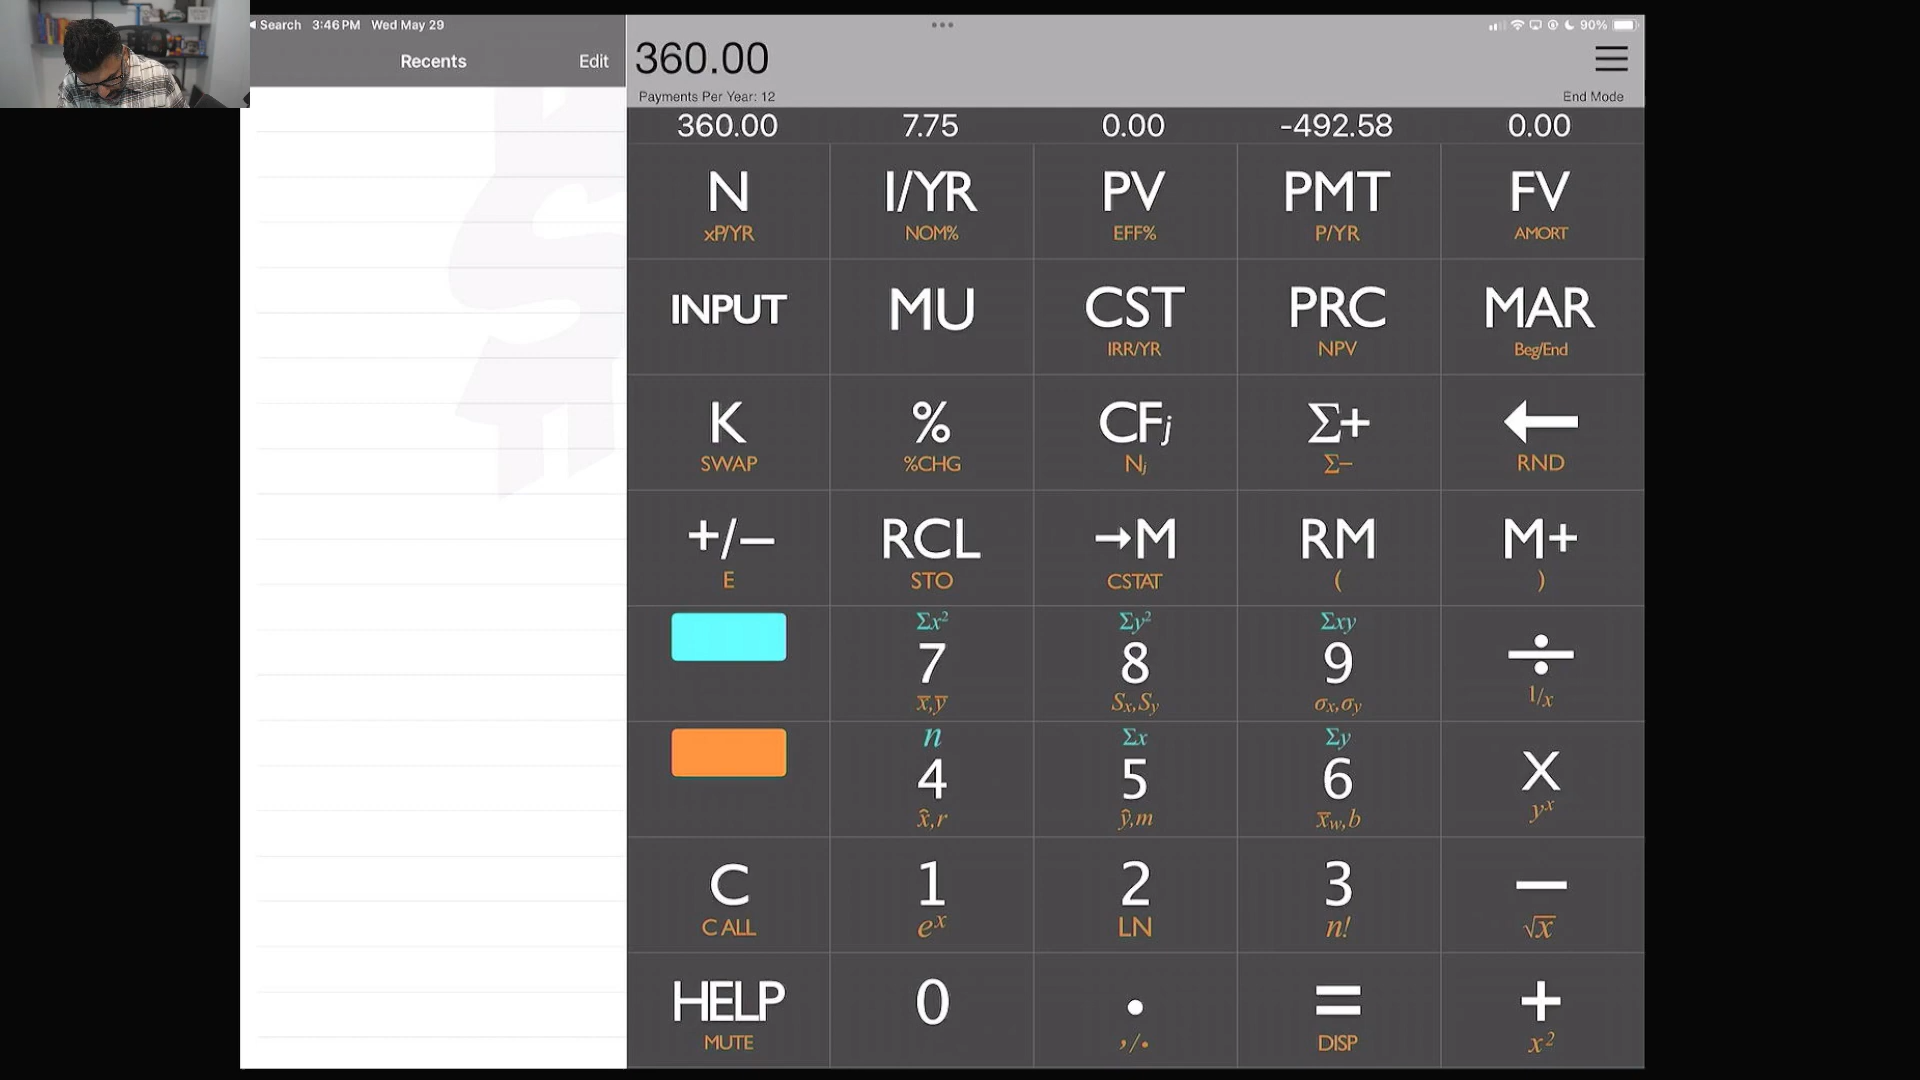 Search 3:46 PM Wed May 29
90%
Recents Edit
360.00
Payments Per Year: 12 End Mode
360.00 7.75 0.00 -492.58 0.00
N I/YR PV PMT FV
xP/YR NOM% EFF% P/YR AMORT
INPUT MU CST PRC MAR
IRR/YR NPV Beg/End
K % CFj Σ+ ←
SWAP %CHG Nj Σ− RND
+/− RCL →M RM M+
E STO CSTAT ( )
Σx² Σy² Σxy
7 8 9 ÷
x̅,y̅ Sx,Sy σx,σy 1/x
n Σx Σy
4 5 6 X
x̂,r ŷ,m x̅w,b yˣ
C 1 2 3 −
C ALL eˣ LN n! √x
HELP 0 . = +
MUTE ,/. DISP x²